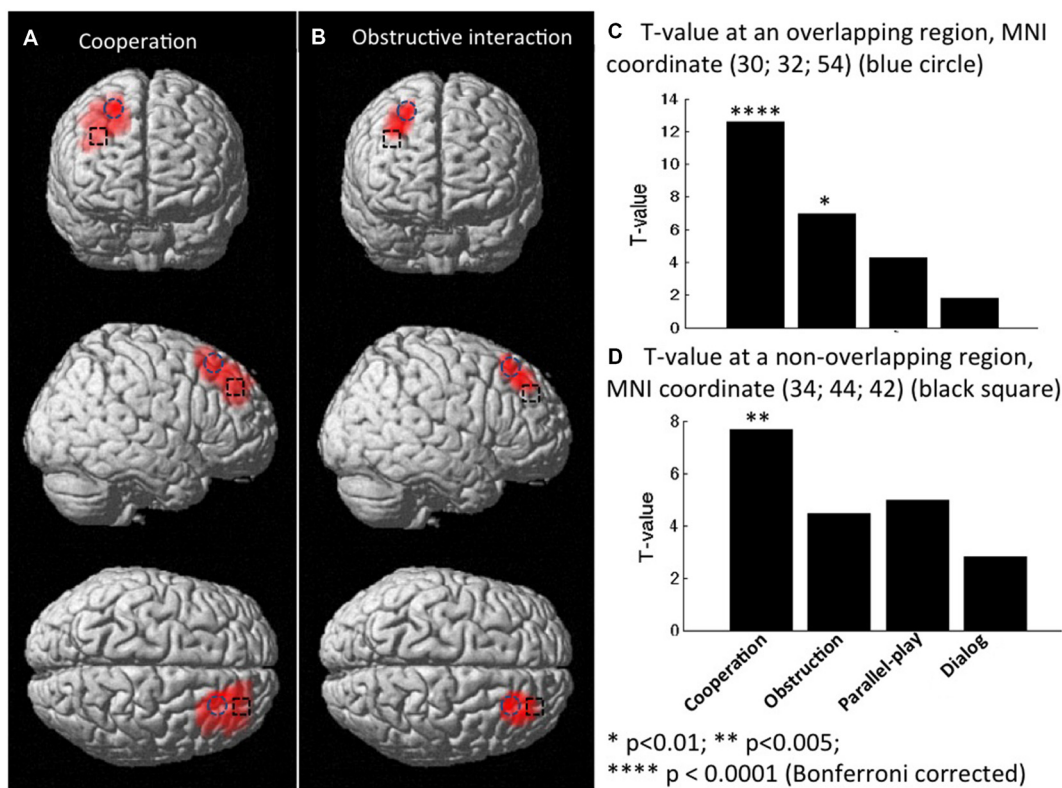 A Cooperation
B Obstructive interaction
C T-value at an overlapping region, MNI
coordinate (30; 32; 54) (blue circle)
14
12
10
8
6
4
2
0
T-value
****
*
D T-value at a non-overlapping region,
MNI coordinate (34; 44; 42) (black square)
8
6
4
2
0
T-value
**
Cooperation
Obstruction
Parallel-play
Dialog
* p<0.01; ** p<0.005;
**** p < 0.0001 (Bonferroni corrected)